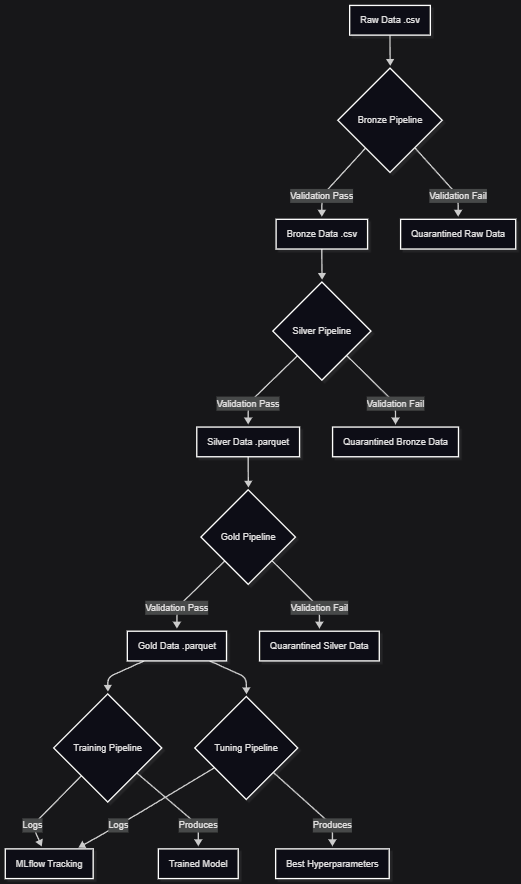 Raw Data .csv
Bronze Pipeline
Validation Pass
Validation Fail
Bronze Data .csv
Quarantined Raw Data
Silver Pipeline
Validation Pass
Validation Fail
Silver Data .parquet
Quarantined Bronze Data
Gold Pipeline
Validation Pass
Validation Fail
Gold Data .parquet
Quarantined Silver Data
Training Pipeline
Tuning Pipeline
Logs
Logs
Produces
Produces
MLflow Tracking
Trained Model
Best Hyperparameters